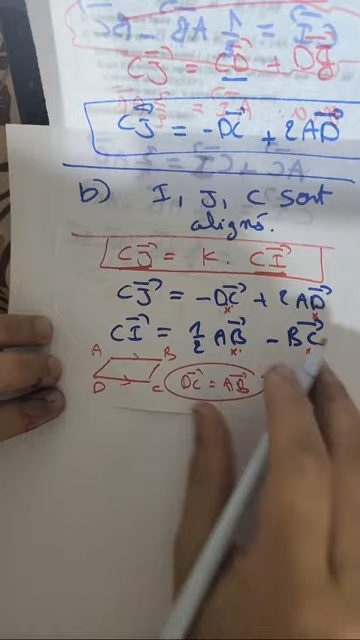 CJ = CD + DJ
CJ = -DC + 2AD
b) I, J, C sont
alignés.
CJ = K . CI
CJ = -DC + 2AD
CI = 1/2 AB - BC
A B
D C
DC = AB